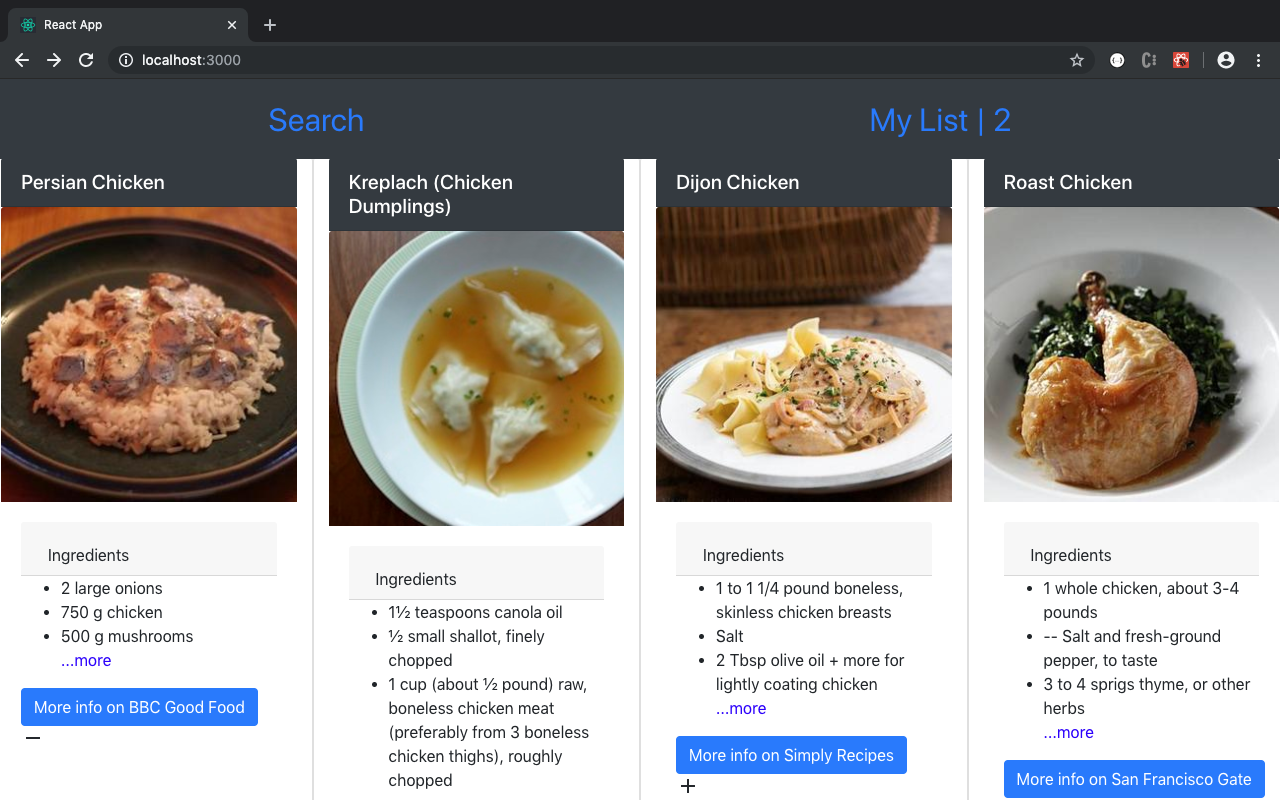 React App
localhost:3000
Search
My List | 2
Persian Chicken
Ingredients
2 large onions
750 g chicken
500 g mushrooms
...more
More info on BBC Good Food
Kreplach (Chicken
Dumplings)
Ingredients
1½ teaspoons canola oil
½ small shallot, finely
chopped
1 cup (about ½ pound) raw,
boneless chicken meat
(preferably from 3 boneless
chicken thighs), roughly
chopped
Dijon Chicken
Ingredients
1 to 1 1/4 pound boneless,
skinless chicken breasts
Salt
2 Tbsp olive oil + more for
lightly coating chicken
...more
More info on Simply Recipes
Roast Chicken
Ingredients
1 whole chicken, about 3-4
pounds
-- Salt and fresh-ground
pepper, to taste
3 to 4 sprigs thyme, or other
herbs
...more
More info on San Francisco Gate